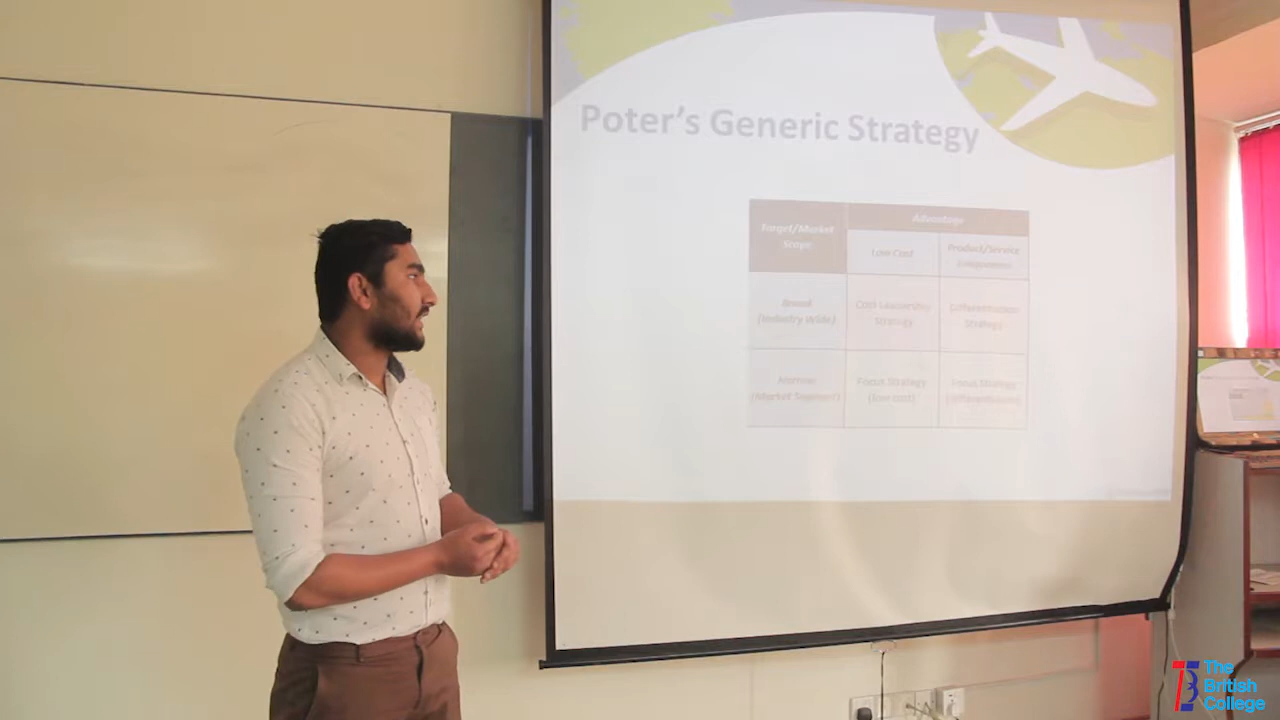 Poter's Generic Strategy
Target/Market
Scope
Advantage
Low Cost
Product/Service
Uniqueness
Broad
(Industry Wide)
Cost Leadership
Strategy
Differentiation
Strategy
Narrow
(Market Segment)
Focus Strategy
(low cost)
Focus Strategy
(differentiation)
The
British
College